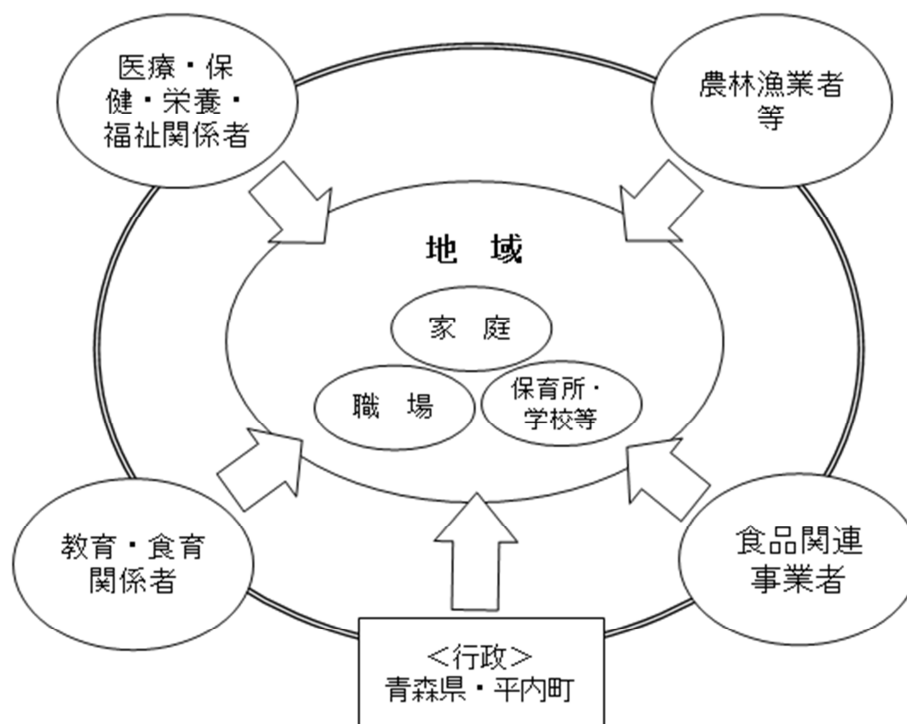 医療・保
健・栄養・
福祉関係者
農林漁業者
等
地　域
家　庭
職　場
保育所・
学校等
教育・食育
関係者
食品関連
事業者
＜行政＞
青森県・平内町